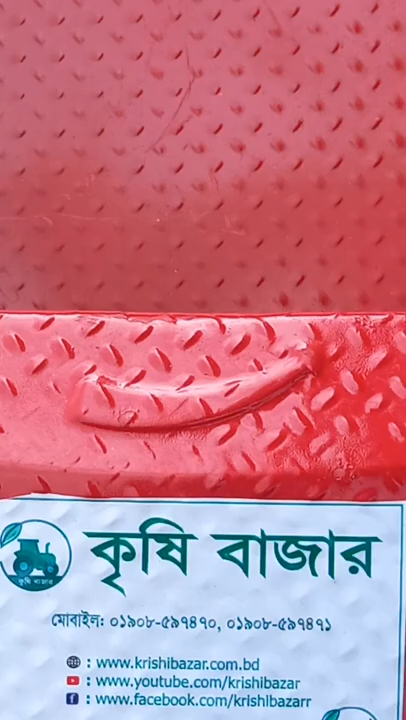 কৃষি বাজার
কৃষি বাজার
মোবাইল: ০১৯০৮-৫৯৭৪৭০, ০১৯০৮-৫৯৭৪৭১
: www.krishibazar.com.bd
: www.youtube.com/krishibazar
: www.facebook.com/krishibazarr